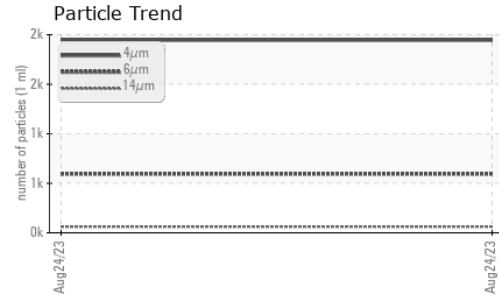 Particle Trend
number of particles (1 ml)
2k
2k
1k
1k
0k
4μm
6μm
14μm
Aug24/23
Aug24/23